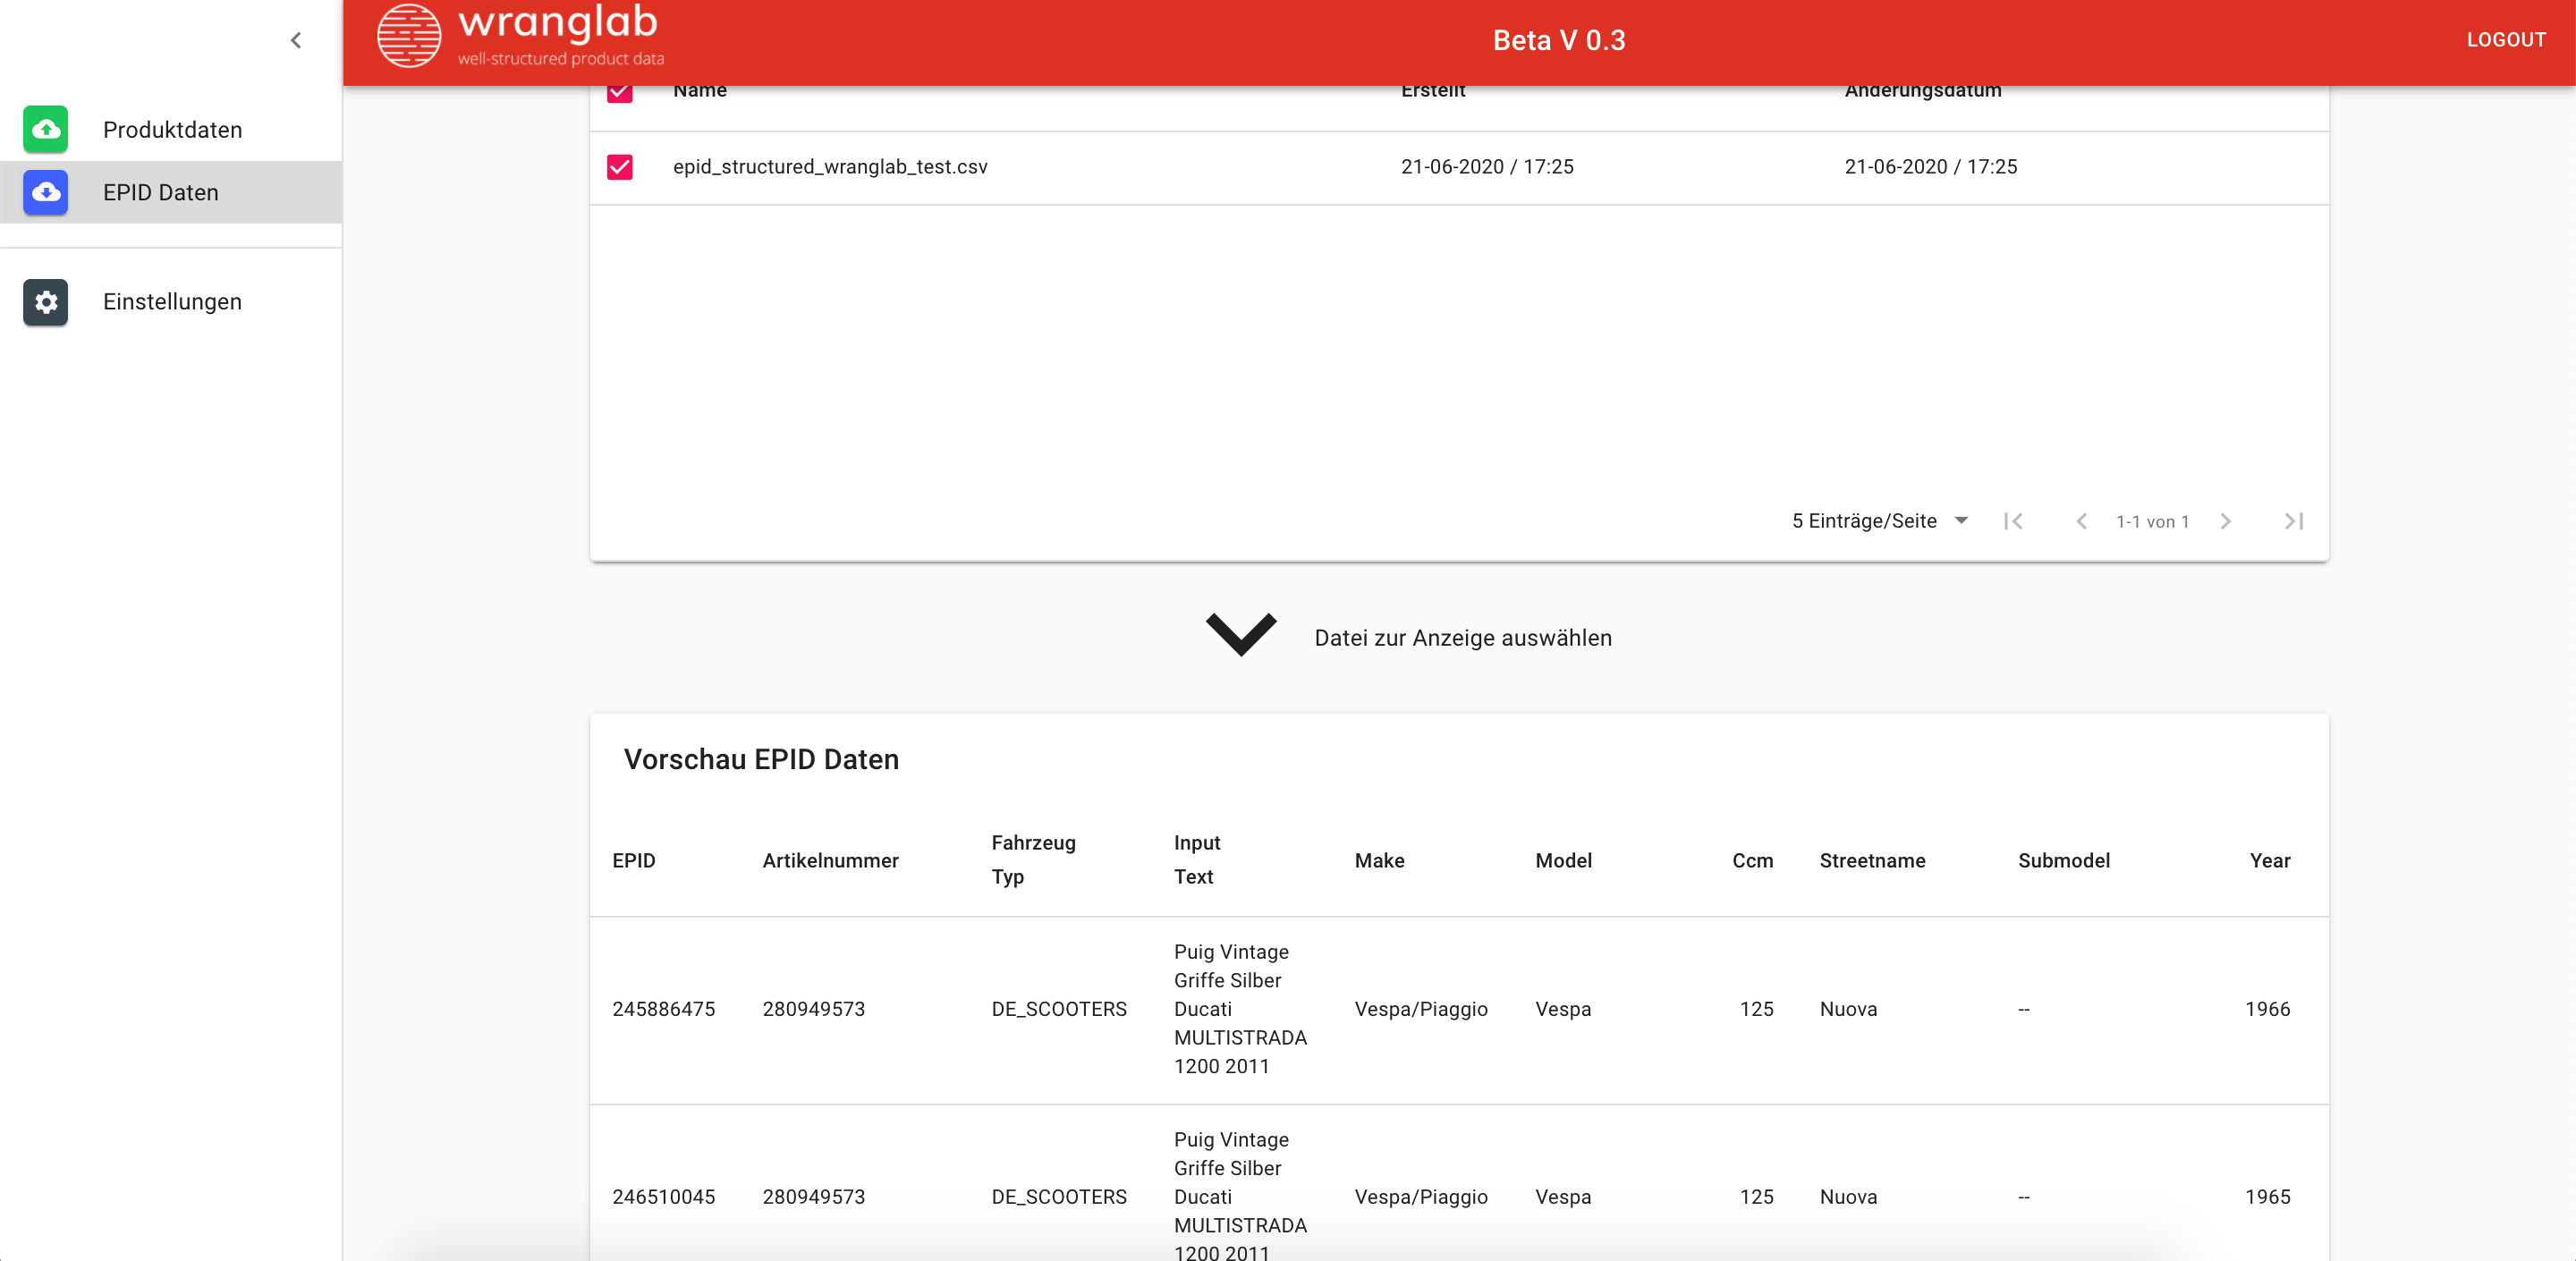 wranglab
well-structured product data
Beta V 0.3
LOGOUT
Produktdaten
EPID Daten
Einstellungen
Name Erstellt Änderungsdatum
epid_structured_wranglab_test.csv 21-06-2020 / 17:25 21-06-2020 / 17:25
5 Einträge/Seite 1-1 von 1
Datei zur Anzeige auswählen
Vorschau EPID Daten
EPID Artikelnummer Fahrzeug Typ Input Text Make Model Ccm Streetname Submodel Year
245886475 280949573 DE_SCOOTERS Puig Vintage Griffe Silber Ducati MULTISTRADA 1200 2011 Vespa/Piaggio Vespa 125 Nuova -- 1966
246510045 280949573 DE_SCOOTERS Puig Vintage Griffe Silber Ducati MULTISTRADA 1200 2011 Vespa/Piaggio Vespa 125 Nuova -- 1965